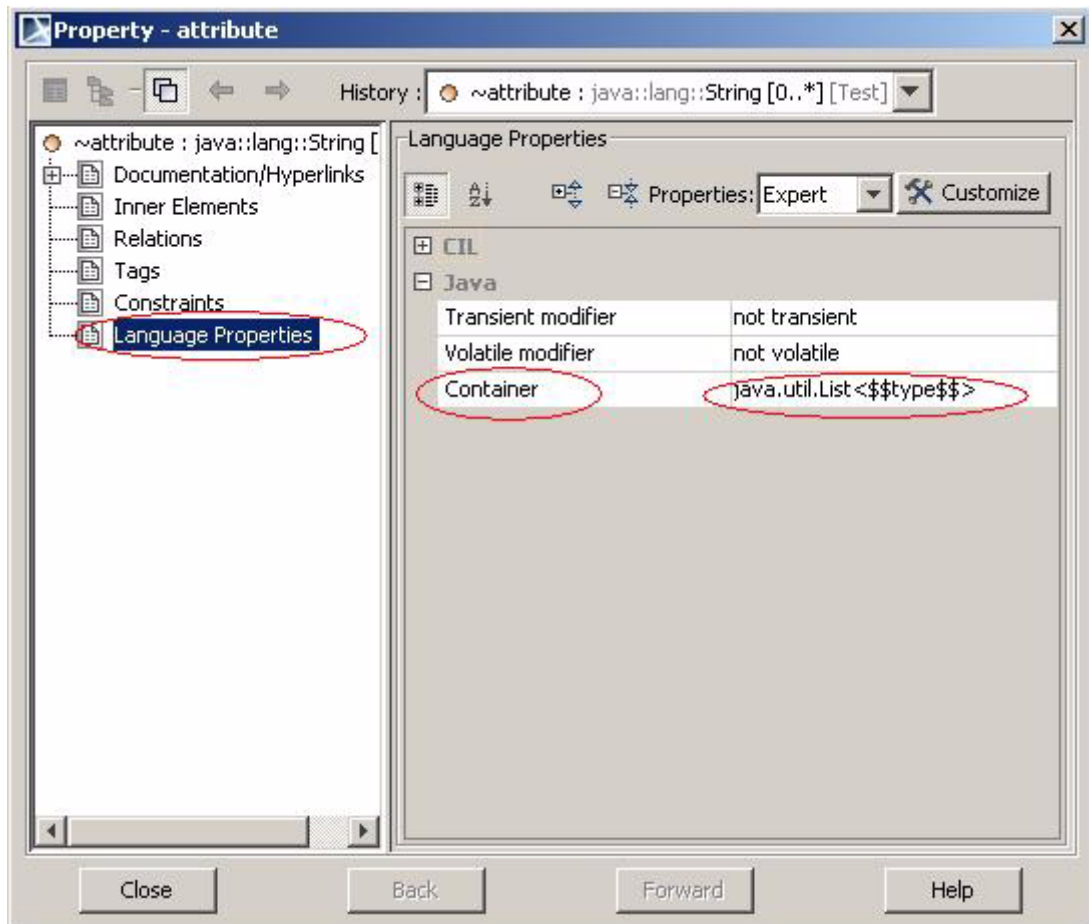 Property - attribute
History : ~attribute : java::lang::String [0..*] [Test]
~attribute : java::lang::String [
Documentation/Hyperlinks
Inner Elements
Relations
Tags
Constraints
Language Properties
Language Properties
Properties: Expert Customize
CIL
Java
Transient modifier not transient
Volatile modifier not volatile
Container java.util.List<$$type$$>
Close Back Forward Help